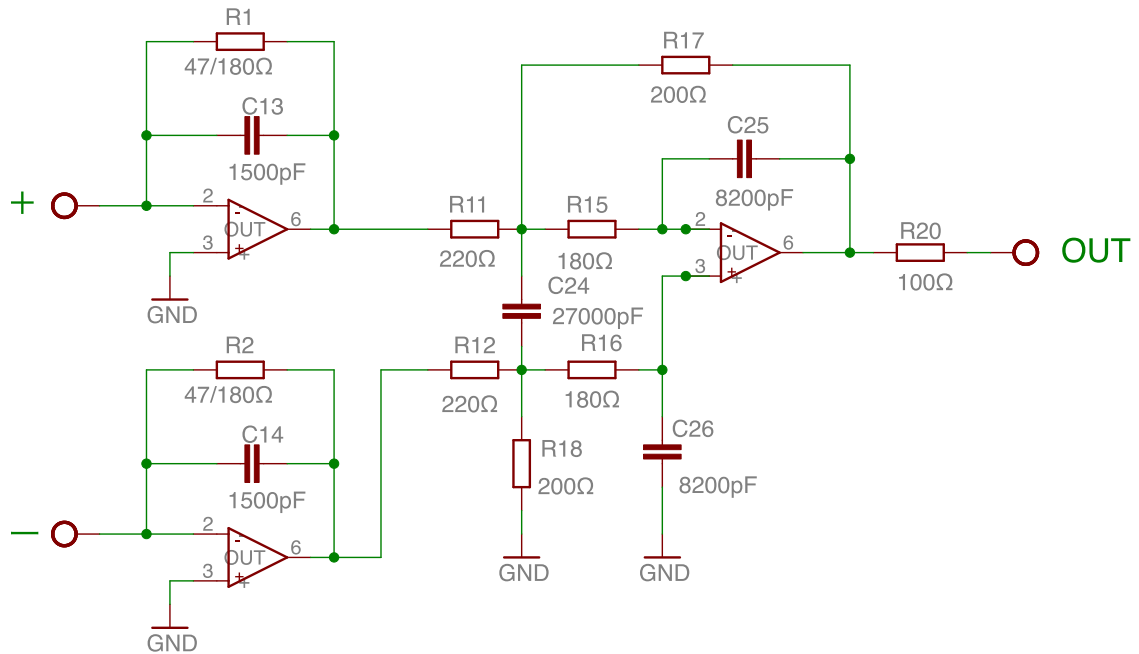 R1
47/180Ω
C13
1500pF
+
2
-
OUT
6
3
+
+
GND
R2
47/180Ω
C14
1500pF
—
2
-
OUT
6
3
+
+
GND
R11
220Ω
R12
220Ω
R17
200Ω
C25
8200pF
R15
180Ω
C24
27000pF
R16
180Ω
2
-
OUT
6
3
+
+
R20
100Ω
OUT
R18
200Ω
C26
8200pF
GND
GND